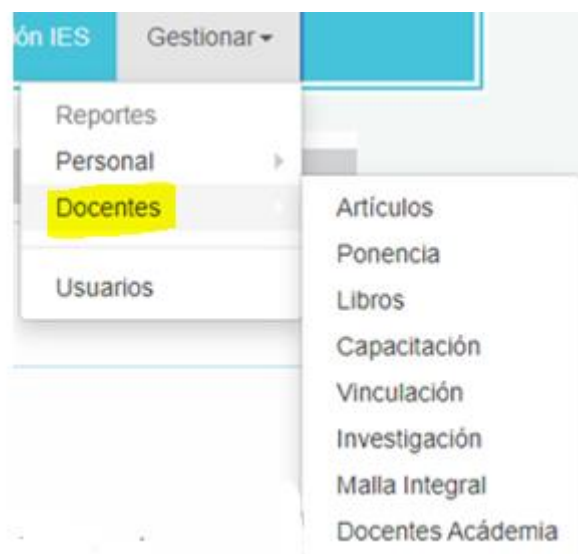 ón IES Gestionar
Reportes
Personal
Docentes
Usuarios
Artículos
Ponencia
Libros
Capacitación
Vinculación
Investigación
Malla Integral
Docentes Acádemia